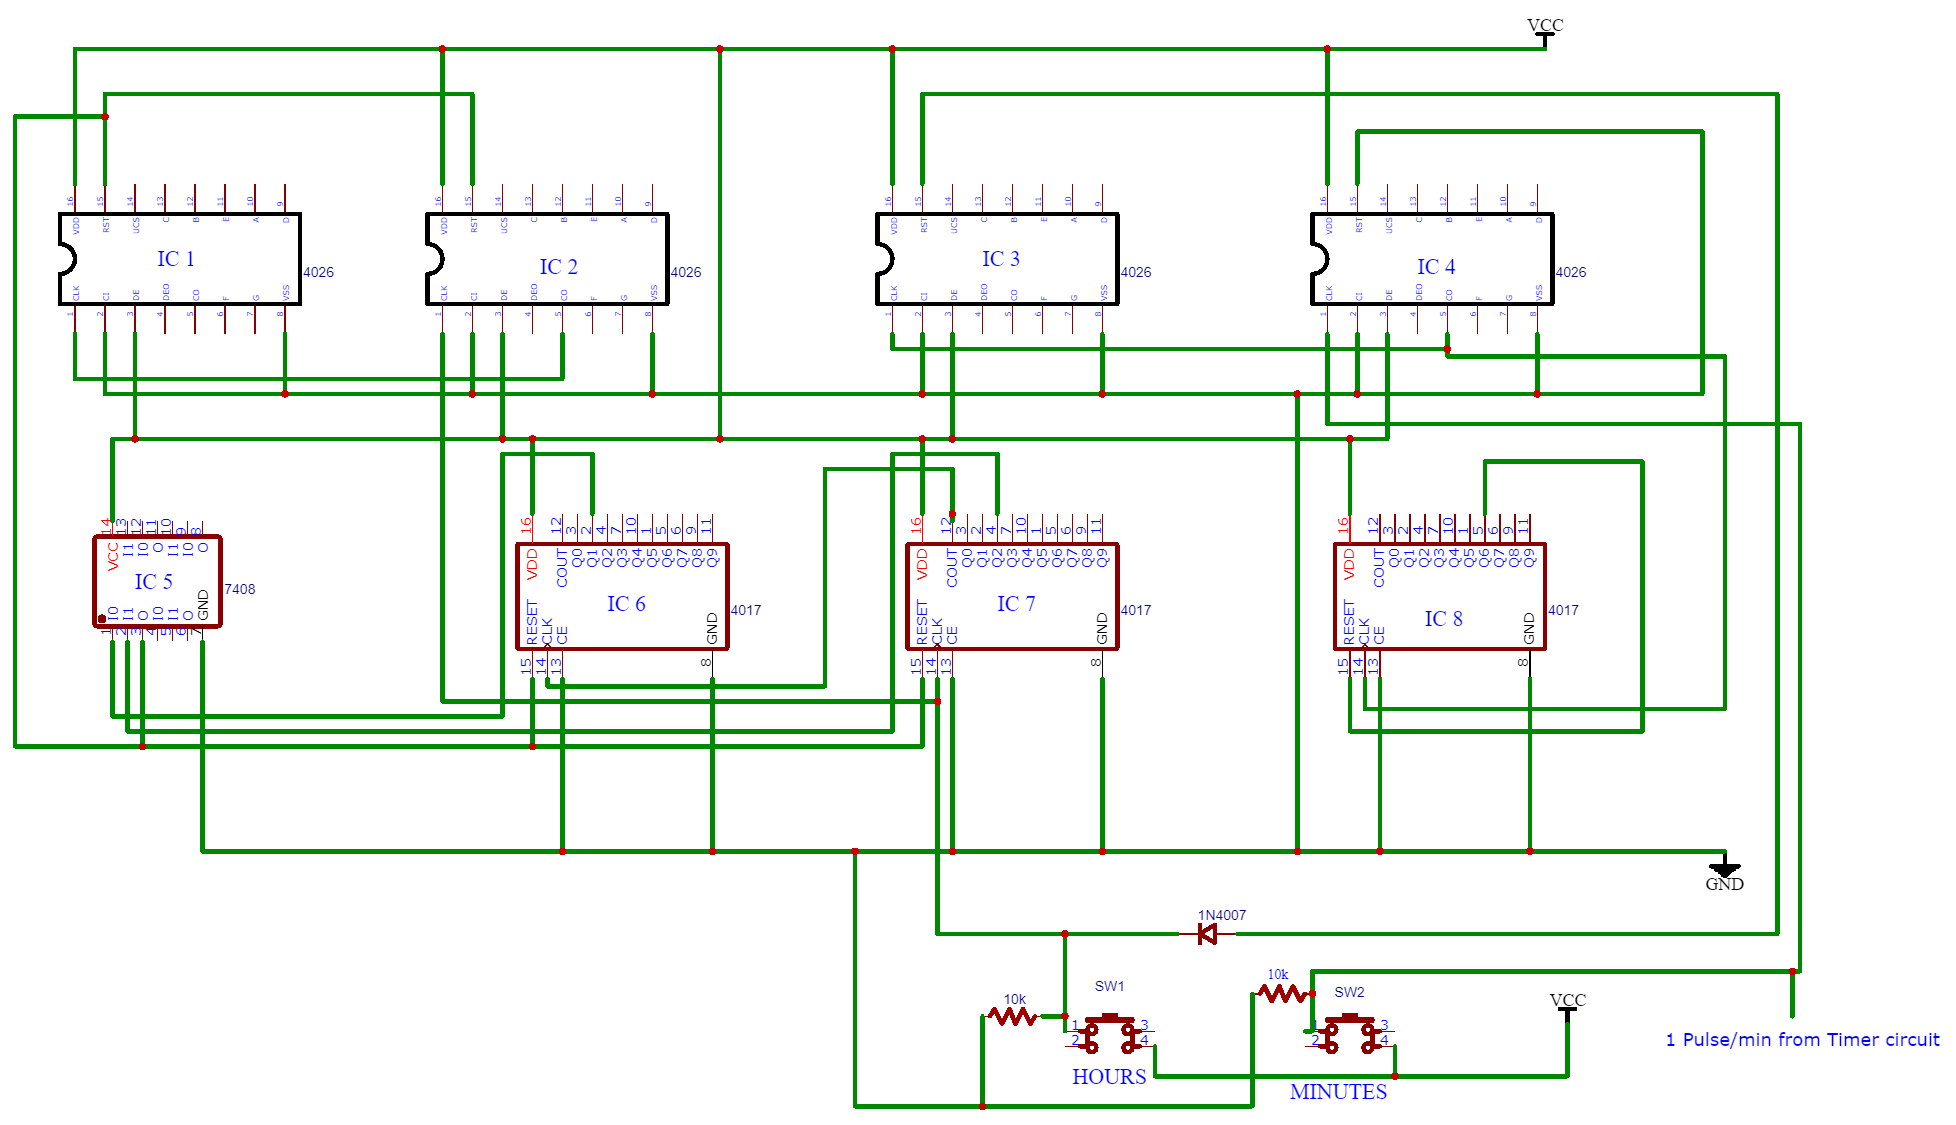 VCC
16 15 14 13 12 11 10 9
VDD RST UCS C B E A D
IC 1
4026
CLK CI DE DEO CO F G VSS
1 2 3 4 5 6 7 8
16 15 14 13 12 11 10 9
VDD RST UCS C B E A D
IC 2
4026
CLK CI DE DEO CO F G VSS
1 2 3 4 5 6 7 8
16 15 14 13 12 11 10 9
VDD RST UCS C B E A D
IC 3
4026
CLK CI DE DEO CO F G VSS
1 2 3 4 5 6 7 8
16 15 14 13 12 11 10 9
VDD RST UCS C B E A D
IC 4
4026
CLK CI DE DEO CO F G VSS
1 2 3 4 5 6 7 8
14 13 12 11 10 9 8
VCC I1 I0 O I1 I0 O
IC 5
7408
I0 I1 O I0 I1 O GND
1 2 3 4 5 6 7
16 12 3 2 4 7 10 1 5 6 9 11
VDD COUT Q0 Q1 Q2 Q3 Q4 Q5 Q6 Q7 Q8 Q9
IC 6
4017
RESET CLK CE GND
15 14 13 8
16 12 3 2 4 7 10 1 5 6 9 11
VDD COUT Q0 Q1 Q2 Q3 Q4 Q5 Q6 Q7 Q8 Q9
IC 7
4017
RESET CLK CE GND
15 14 13 8
16 12 3 2 4 7 10 1 5 6 9 11
VDD COUT Q0 Q1 Q2 Q3 Q4 Q5 Q6 Q7 Q8 Q9
IC 8
4017
RESET CLK CE GND
15 14 13 8
GND
1N4007
10k
SW1
1 3
2 4
HOURS
10k
SW2
3
2 4
MINUTES
VCC
1 Pulse/min from Timer circuit